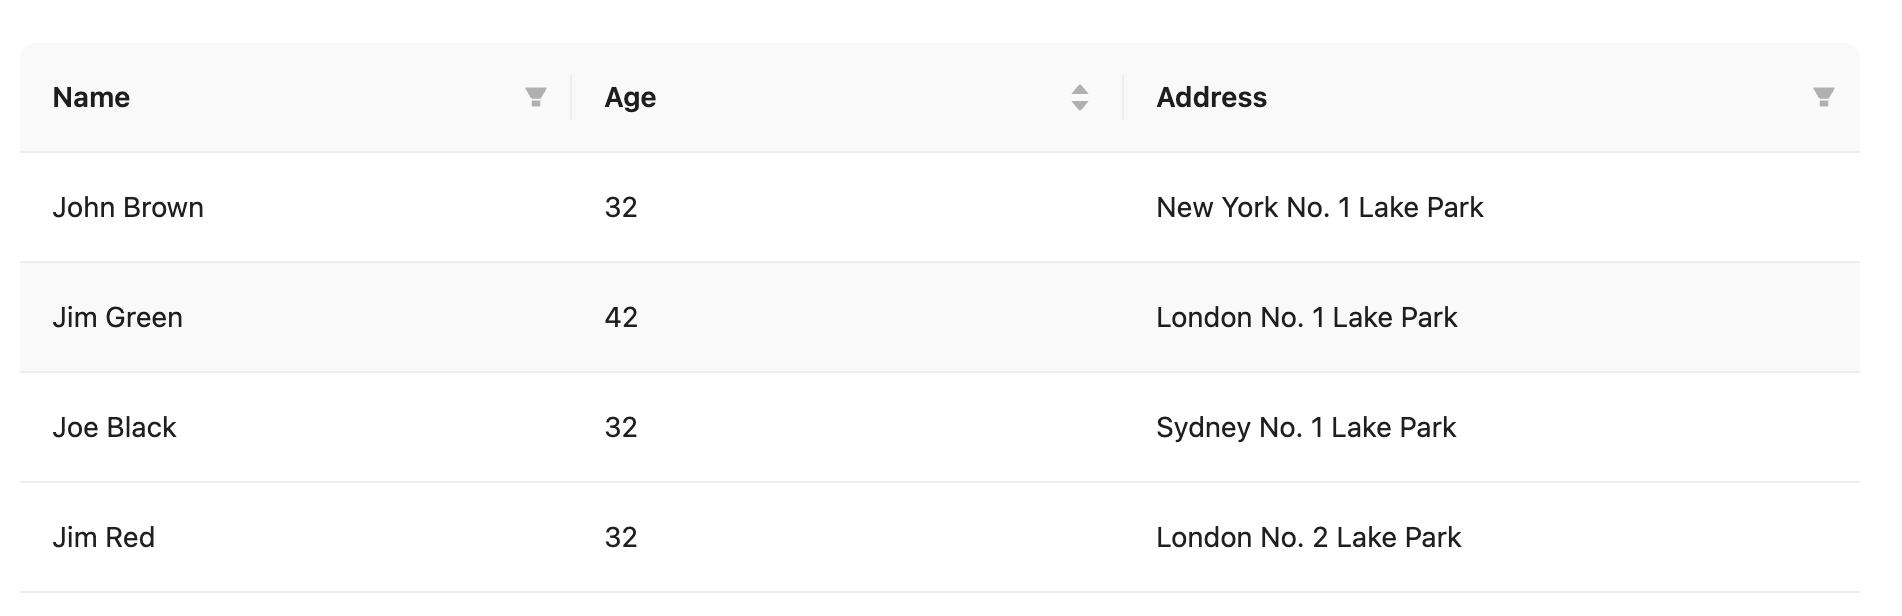 Name Age Address
John Brown 32 New York No. 1 Lake Park
Jim Green 42 London No. 1 Lake Park
Joe Black 32 Sydney No. 1 Lake Park
Jim Red 32 London No. 2 Lake Park